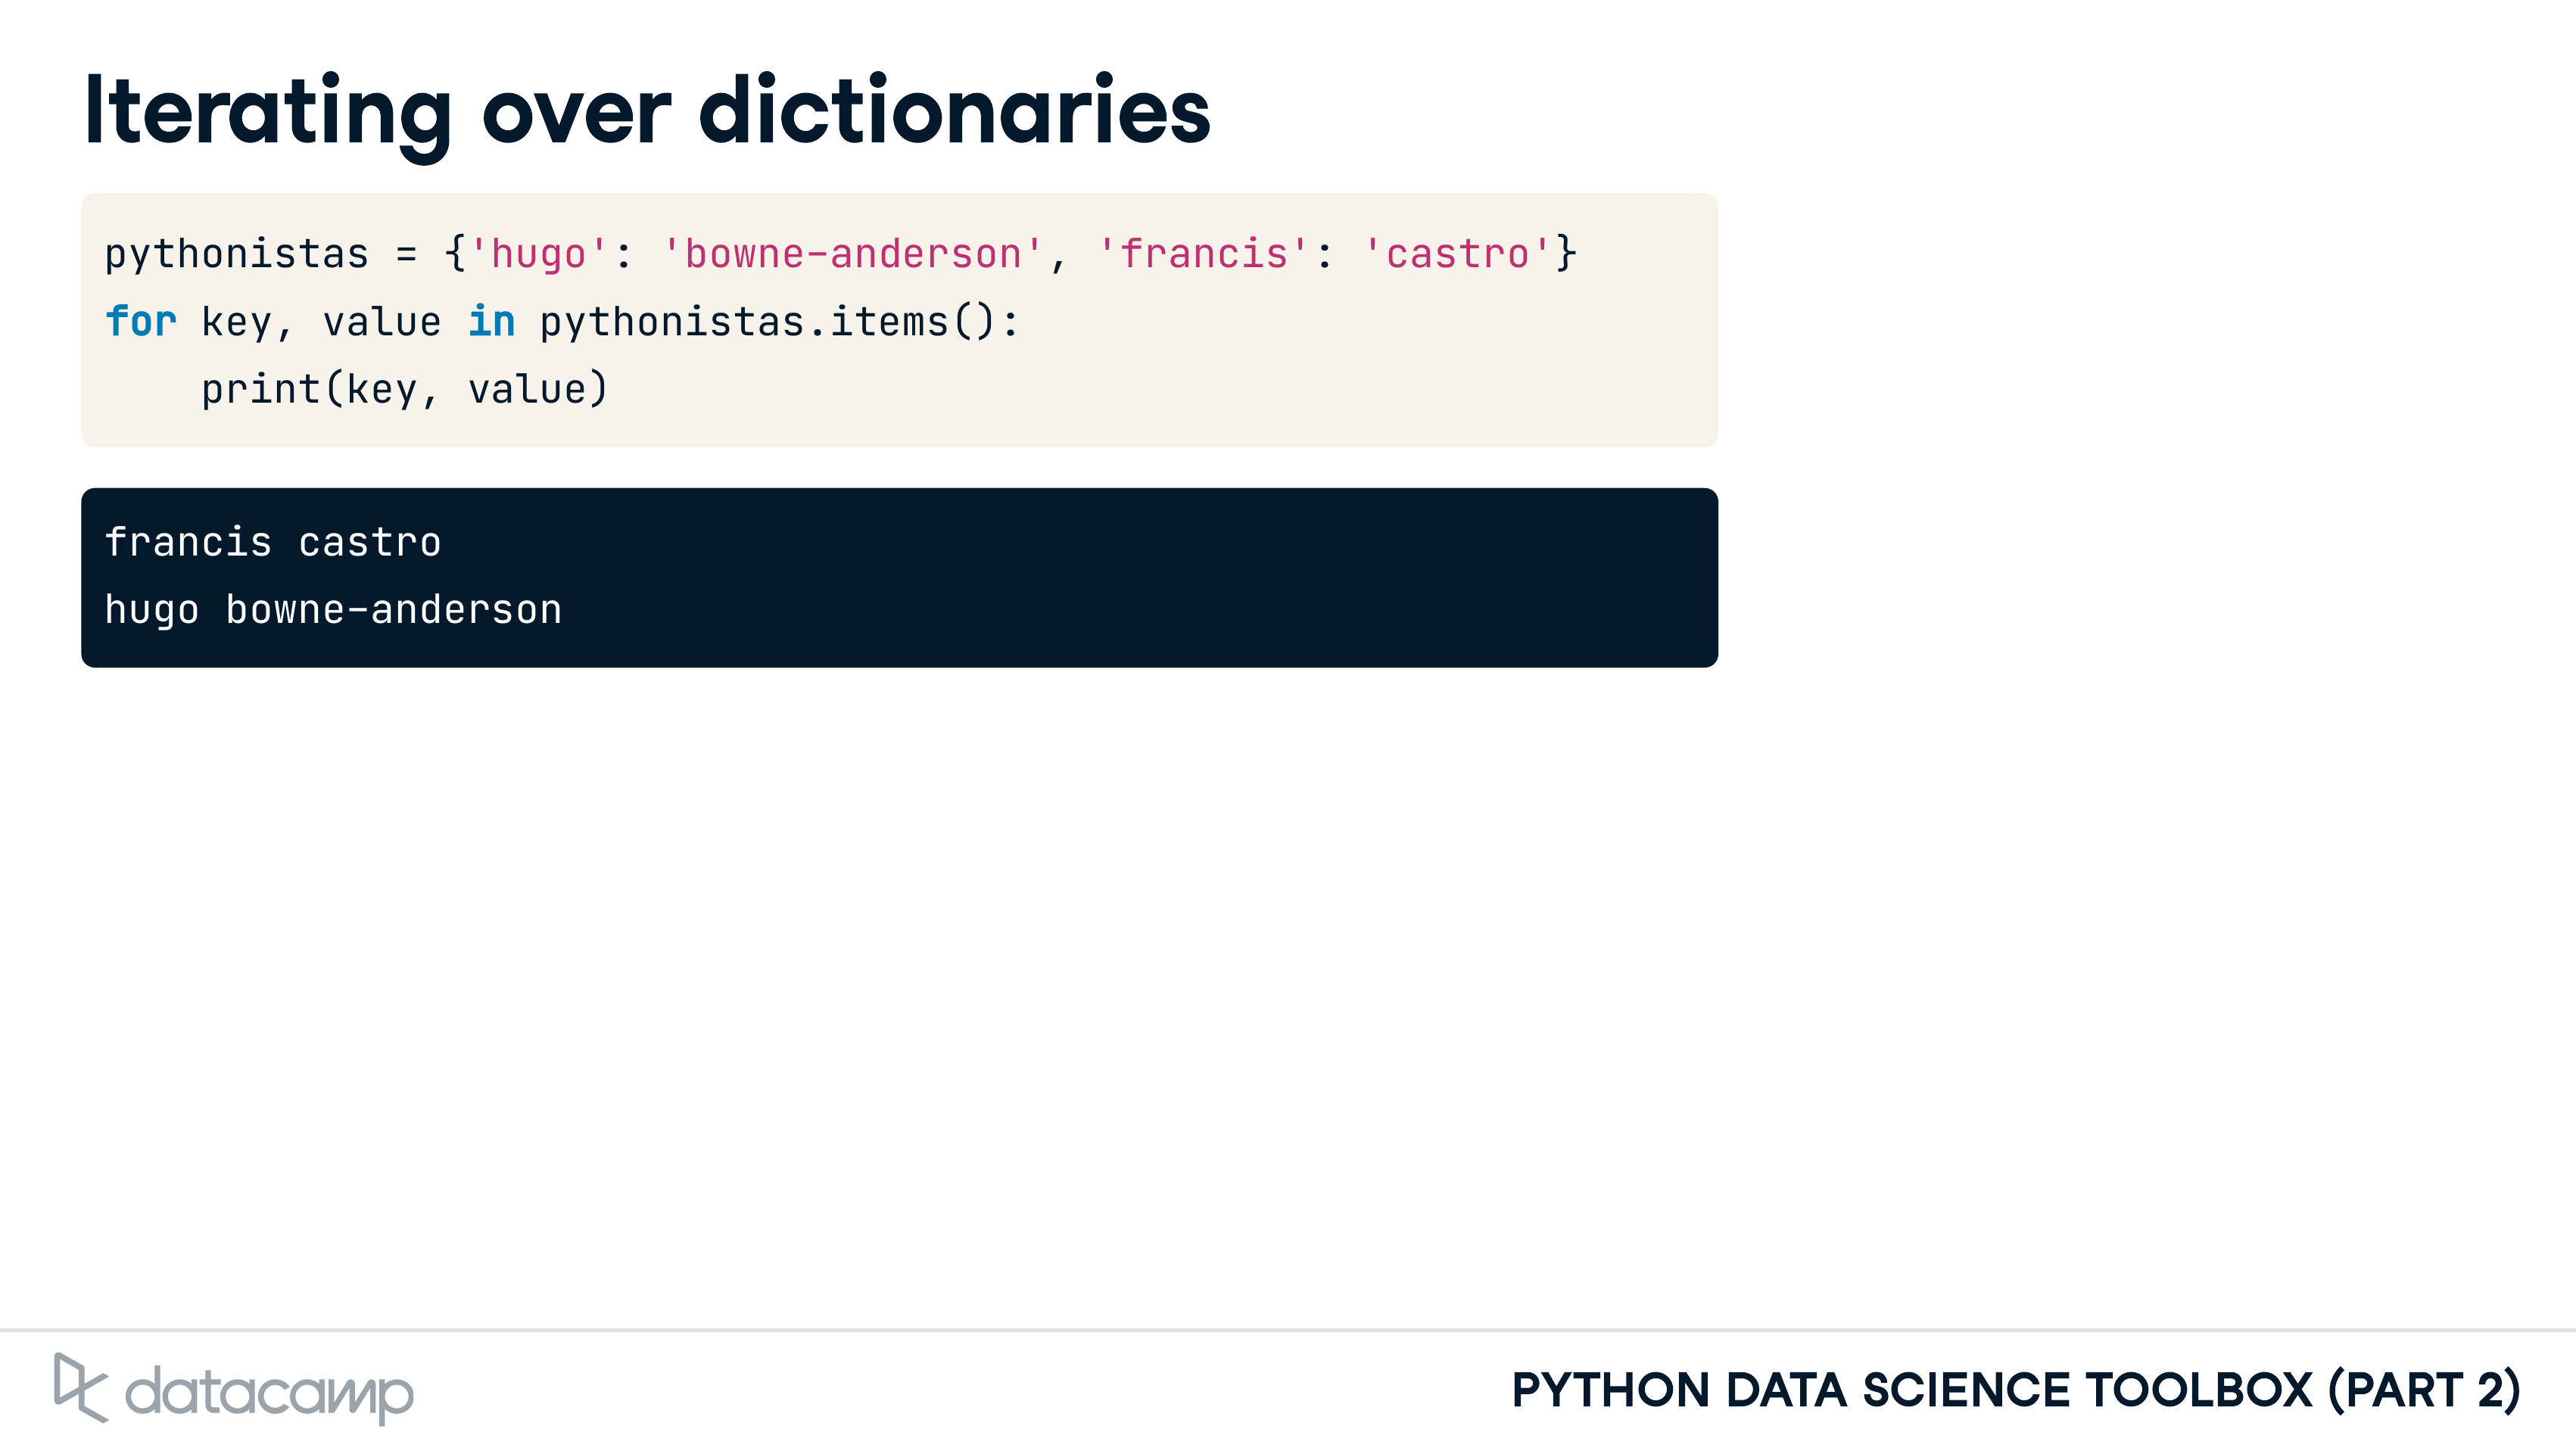 Iterating over dictionaries
pythonistas = {'hugo': 'bowne-anderson', 'francis': 'castro'}
for key, value in pythonistas.items():
    print(key, value)
francis castro
hugo bowne-anderson
datacamp
PYTHON DATA SCIENCE TOOLBOX (PART 2)